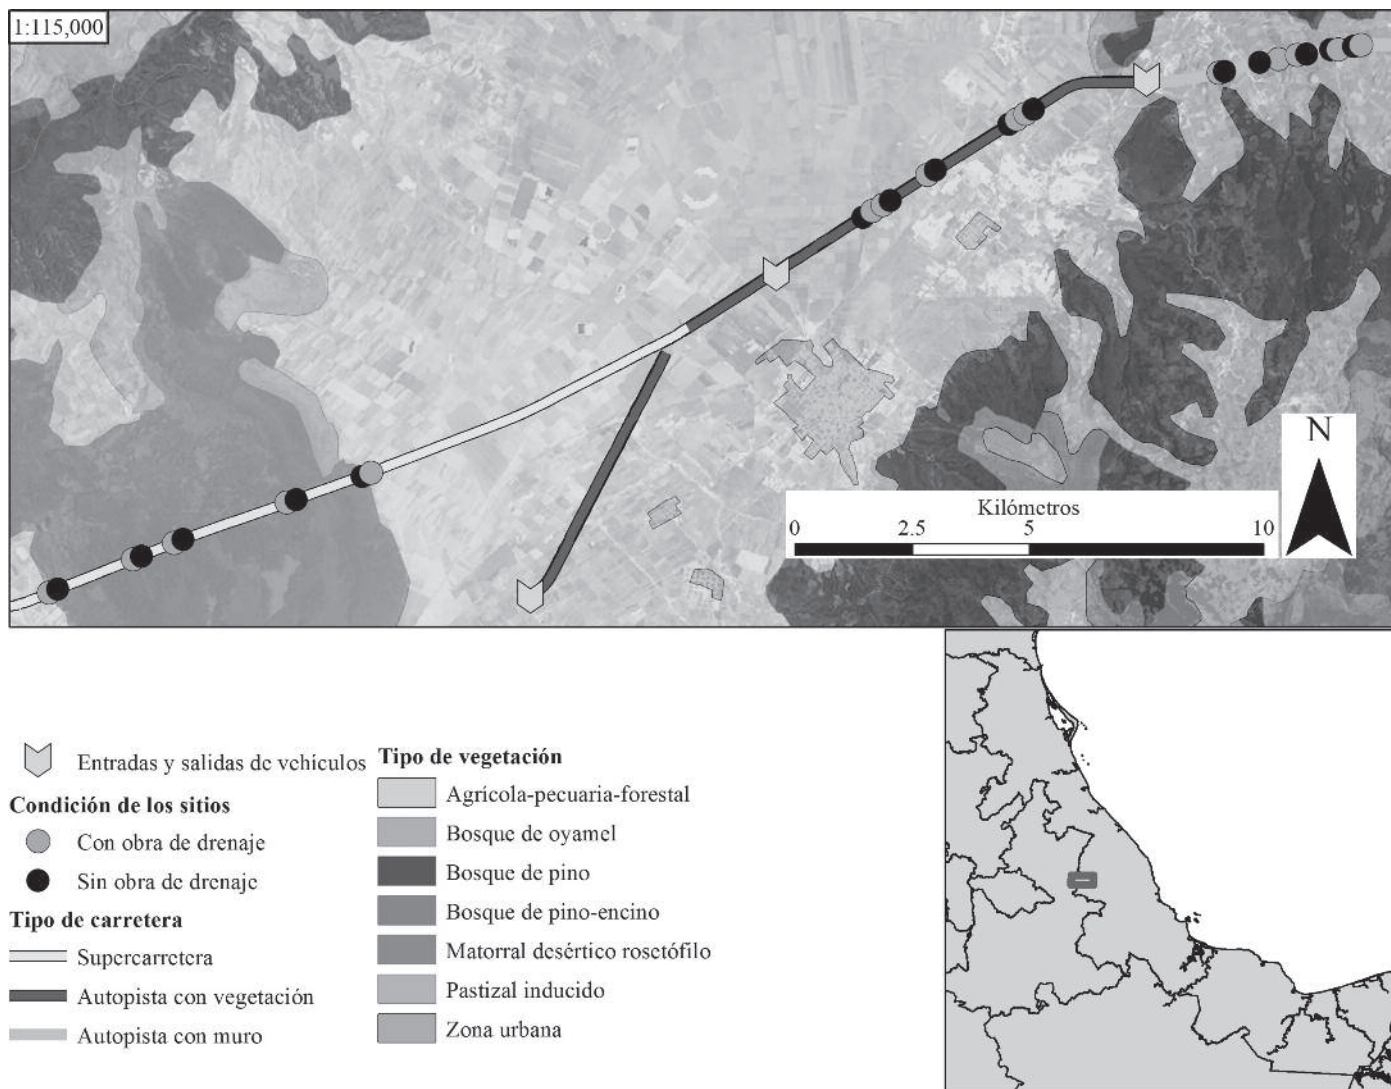 1:115,000
N
Kilómetros
0 2.5 5 10
Entradas y salidas de vehículos
Condición de los sitios
Con obra de drenaje
Sin obra de drenaje
Tipo de carretera
Supercarretera
Autopista con vegetación
Autopista con muro
Tipo de vegetación
Agrícola-pecuaria-forestal
Bosque de oyamel
Bosque de pino
Bosque de pino-encino
Matorral desértico rosetófilo
Pastizal inducido
Zona urbana